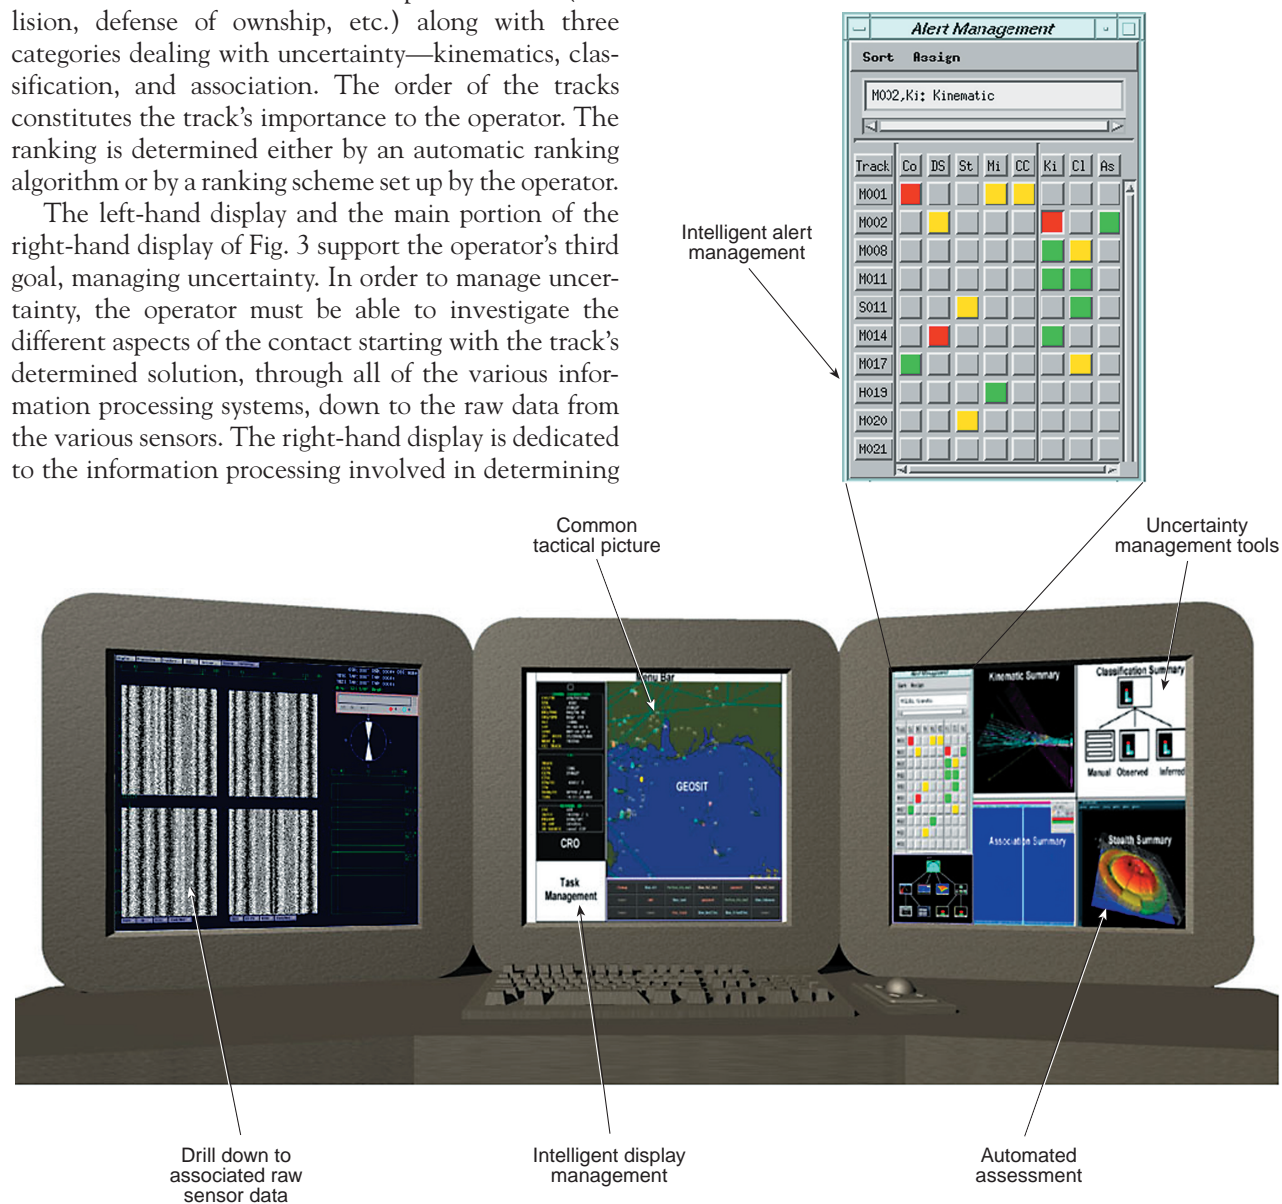 lision, defense of ownship, etc.) along with three
categories dealing with uncertainty—kinematics, clas-
sification, and association. The order of the tracks
constitutes the track's importance to the operator. The
ranking is determined either by an automatic ranking
algorithm or by a ranking scheme set up by the operator.
The left-hand display and the main portion of the
right-hand display of Fig. 3 support the operator's third
goal, managing uncertainty. In order to manage uncer-
tainty, the operator must be able to investigate the
different aspects of the contact starting with the track's
determined solution, through all of the various infor-
mation processing systems, down to the raw data from
the various sensors. The right-hand display is dedicated
to the information processing involved in determining
Alert Management
Sort Assign
M002,Ki: Kinematic
Track Co DS St Mi CC Ki Cl As
M001
M002
M008
M011
S011
M014
M017
H019
M020
M021
Intelligent alert
management
Common
tactical picture
Uncertainty
management tools
Menu Bar
GEOSIT
CRO
Task
Management
Alert Management
Sort Assign
Kinematic Summary
Classification Summary
Manual Observed Inferred
Association Summary
Stealth Summary
Drill down to
associated raw
sensor data
Intelligent display
management
Automated
assessment